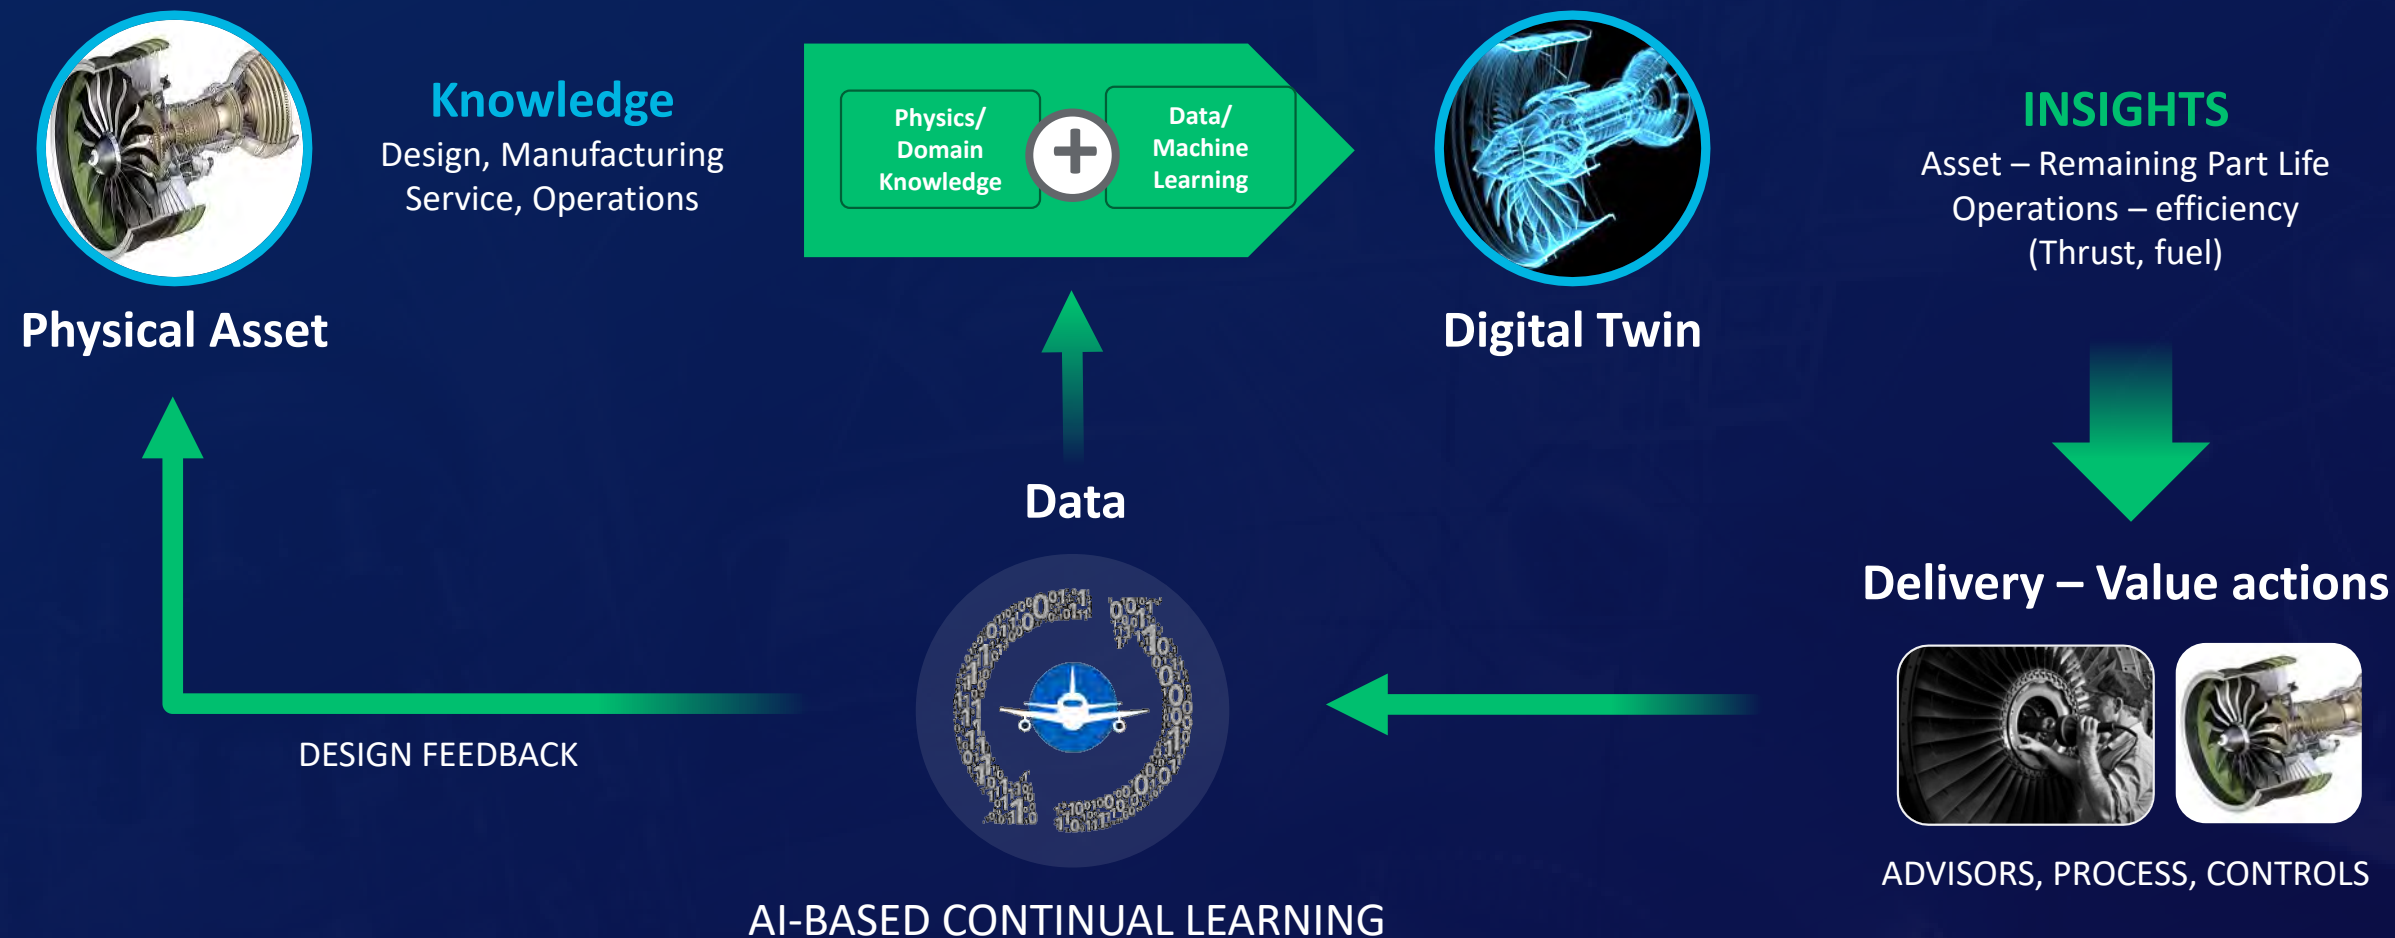 Knowledge
Design, Manufacturing
Service, Operations
Physical Asset
Physics/
Domain
Knowledge
+
Data/
Machine
Learning
Digital Twin
INSIGHTS
Asset – Remaining Part Life
Operations – efficiency
(Thrust, fuel)
Data
Delivery – Value actions
DESIGN FEEDBACK
ADVISORS, PROCESS, CONTROLS
AI-BASED CONTINUAL LEARNING